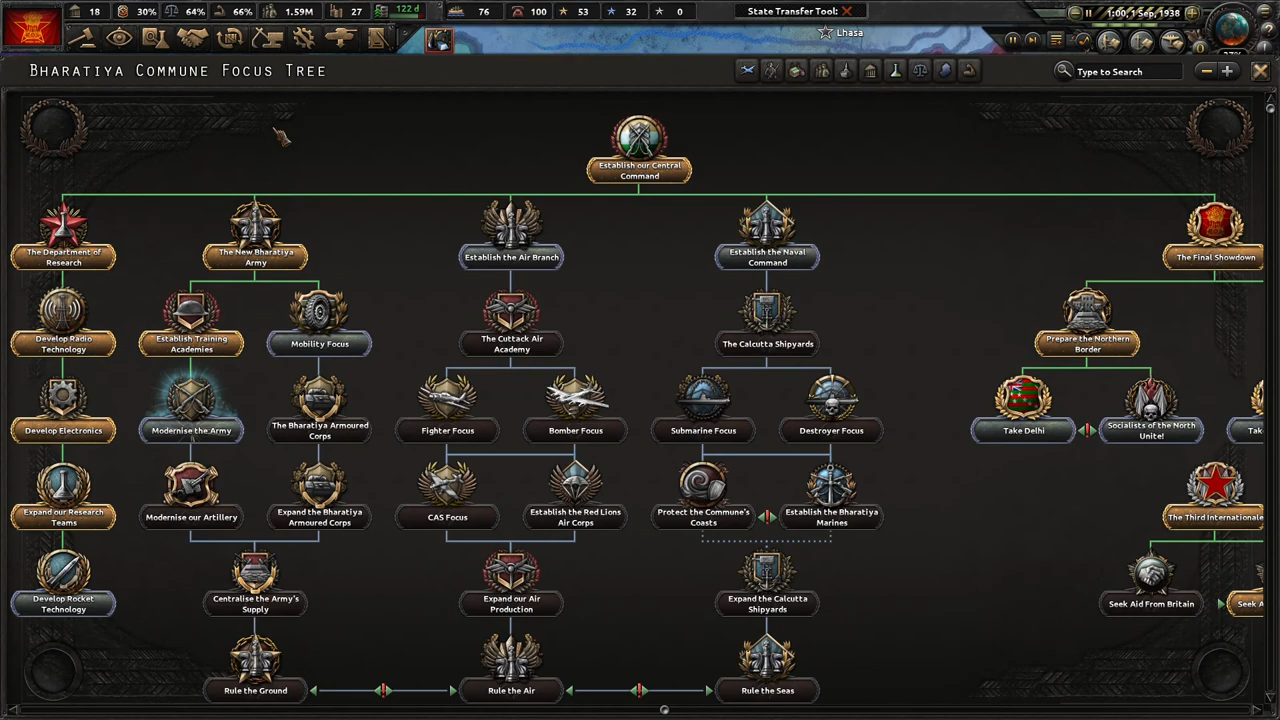 18
30%
64%
66%
1.59M
27
122 d
76
100
53
32
0
State Transfer Tool:
1:00, 1 Sep, 1938
Lhasa
BHARATIYA COMMUNE FOCUS TREE
Type to Search
Establish our Central
Command
The Department of
Research
The New Bharatiya
Army
Establish the Air Branch
Establish the Naval
Command
The Final Showdown
Develop Radio
Technology
Establish Training
Academies
Mobility Focus
The Cuttack Air
Academy
The Calcutta Shipyards
Prepare the Northern
Border
Develop Electronics
Modernise the Army
The Bharatiya Armoured
Corps
Fighter Focus
Bomber Focus
Submarine Focus
Destroyer Focus
Take Delhi
Socialists of the North
Unite!
Expand our Research
Teams
Modernise our Artillery
Expand the Bharatiya
Armoured Corps
CAS Focus
Establish the Red Lions
Air Corps
Protect the Commune's
Coasts
Establish the Bharatiya
Marines
The Third Internationale
Develop Rocket
Technology
Centralise the Army's
Supply
Expand our Air
Production
Expand the Calcutta
Shipyards
Seek Aid From Britain
Seek A
Rule the Ground
Rule the Air
Rule the Seas